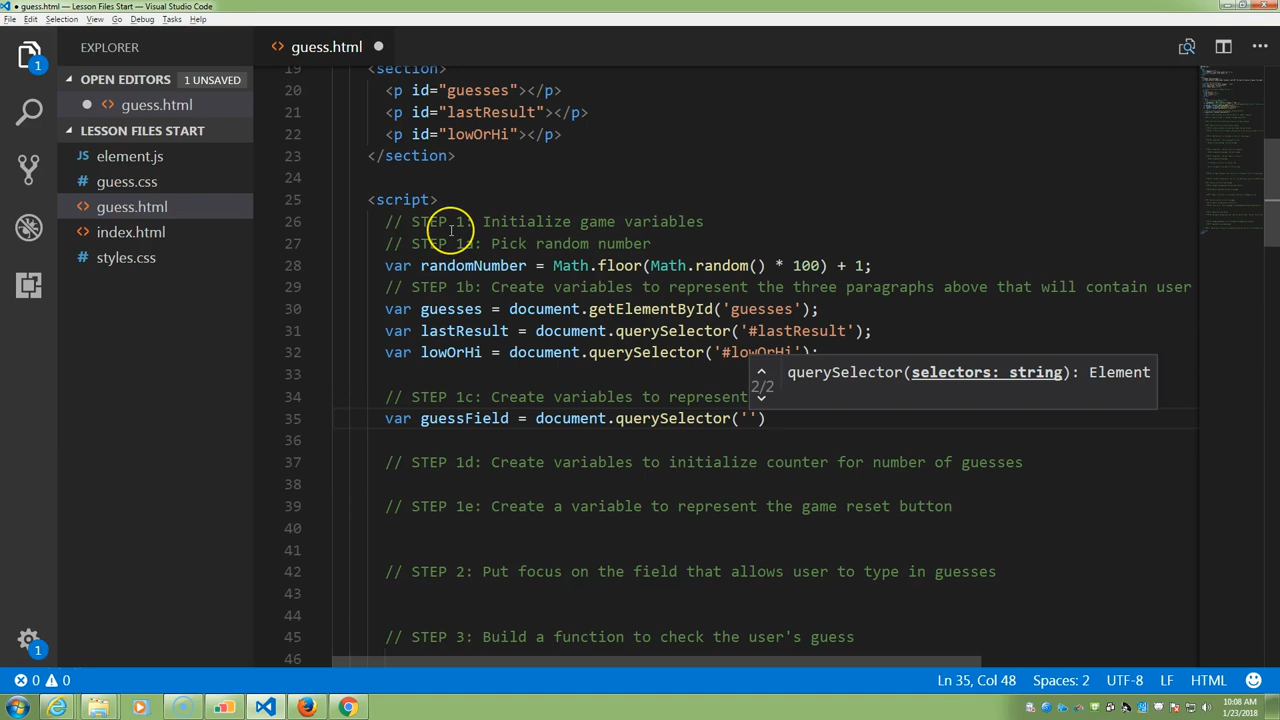 guess.html — Lesson Files Start — Visual Studio Code
File Edit Selection View Go Debug Tasks Help
EXPLORER
OPEN EDITORS 1 UNSAVED
guess.html
LESSON FILES START
element.js
guess.css
guess.html
index.html
styles.css
1
1
guess.html
19 <section>
20 <p id="guesses"></p>
21 <p id="lastResult"></p>
22 <p id="lowOrHi"></p>
23 </section>
24
25 <script>
26 // STEP 1: Initialize game variables
27 // STEP 1a: Pick random number
28 var randomNumber = Math.floor(Math.random() * 100) + 1;
29 // STEP 1b: Create variables to represent the three paragraphs above that will contain user
30 var guesses = document.getElementById('guesses');
31 var lastResult = document.querySelector('#lastResult');
32 var lowOrHi = document.querySelector('#lowOrHi');
33
2/2 querySelector(selectors: string): Element
34 // STEP 1c: Create variables to represent
35 var guessField = document.querySelector('')
36
37 // STEP 1d: Create variables to initialize counter for number of guesses
38
39 // STEP 1e: Create a variable to represent the game reset button
40
41
42 // STEP 2: Put focus on the field that allows user to type in guesses
43
44
45 // STEP 3: Build a function to check the user's guess
46
0 0 Ln 35, Col 48 Spaces: 2 UTF-8 LF HTML
10:08 AM
1/23/2018